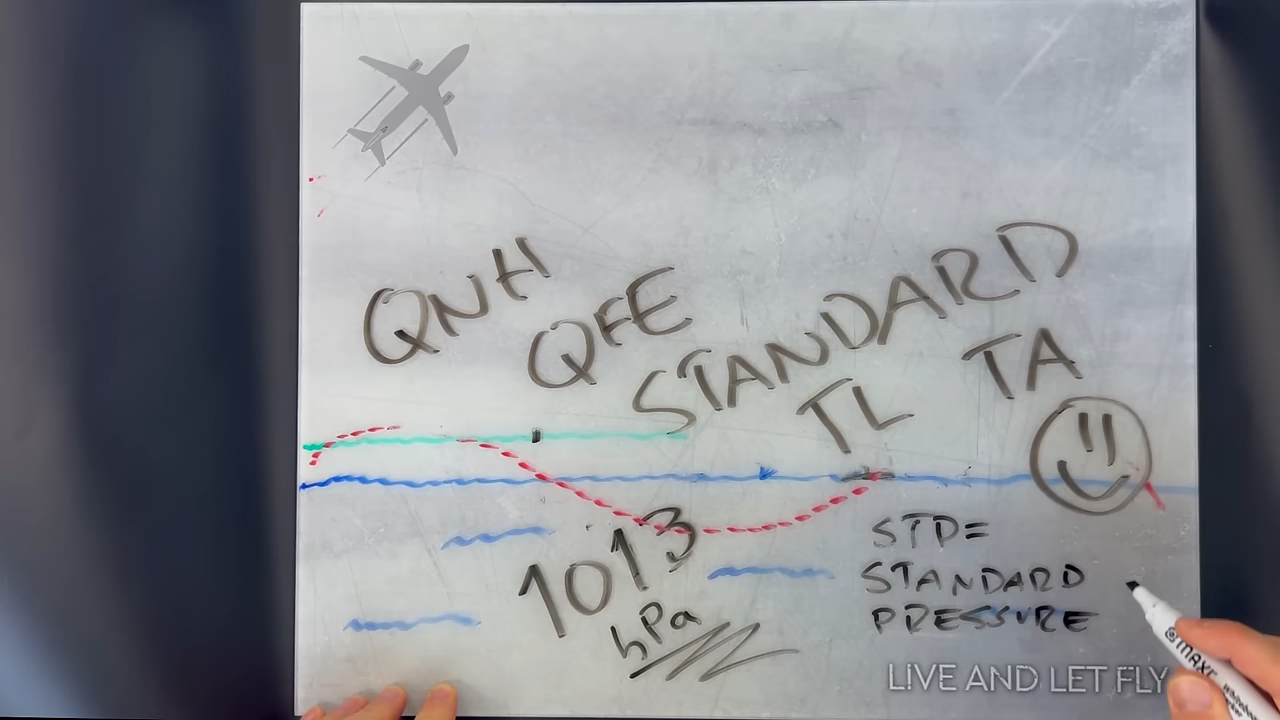 QNH
QFE
STANDARD
TL TA
1013
hPa
STP=
STANDARD
PRESSURE
LIVE AND LET FLY